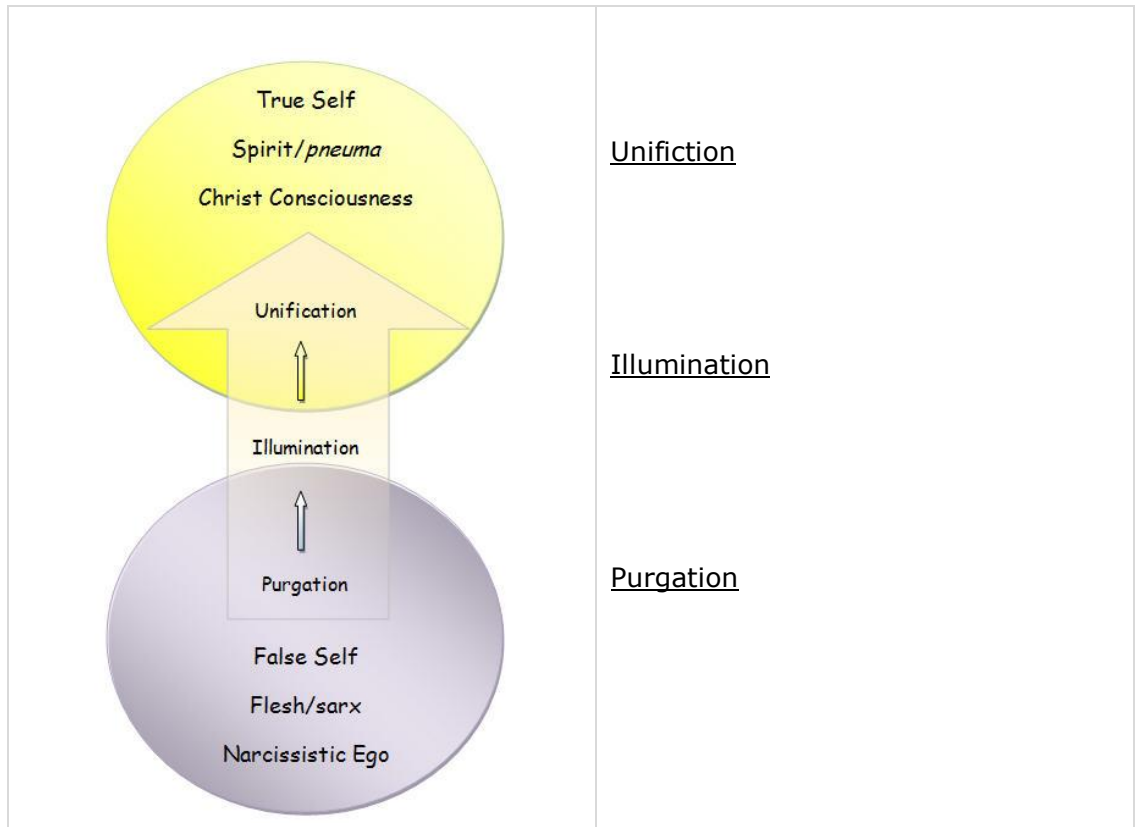 True Self
Spirit/pneuma
Christ Consciousness
Unification
Illumination
Purgation
False Self
Flesh/sarx
Narcissistic Ego
Unifiction
Illumination
Purgation